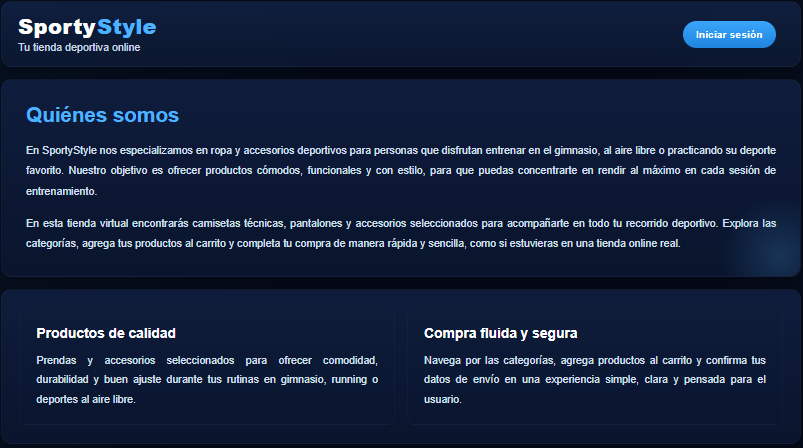 SportyStyle
Tu tienda deportiva online
Iniciar sesión
Quiénes somos
En SportyStyle nos especializamos en ropa y accesorios deportivos para personas que disfrutan entrenar en el gimnasio, al aire libre o practicando su deporte
favorito. Nuestro objetivo es ofrecer productos cómodos, funcionales y con estilo, para que puedas concentrarte en rendir al máximo en cada sesión de
entrenamiento.
En esta tienda virtual encontrarás camisetas técnicas, pantalones y accesorios seleccionados para acompañarte en todo tu recorrido deportivo. Explora las
categorías, agrega tus productos al carrito y completa tu compra de manera rápida y sencilla, como si estuvieras en una tienda online real.
Productos de calidad
Prendas y accesorios seleccionados para ofrecer comodidad,
durabilidad y buen ajuste durante tus rutinas en gimnasio, running o
deportes al aire libre.
Compra fluida y segura
Navega por las categorías, agrega productos al carrito y confirma tus
datos de envío en una experiencia simple, clara y pensada para el
usuario.